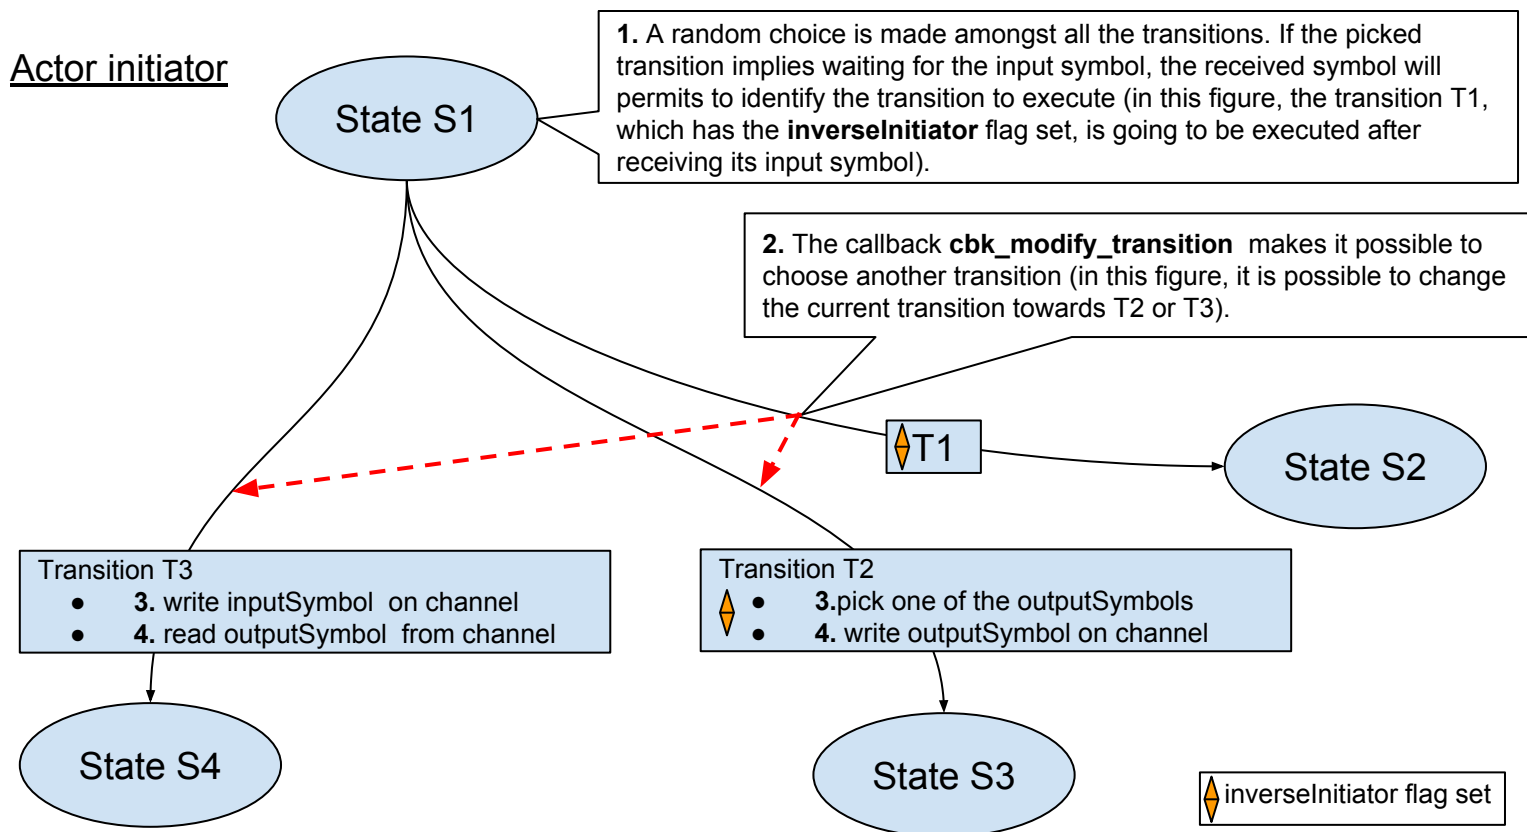 Actor initiator
State S1
1. A random choice is made amongst all the transitions. If the picked
transition implies waiting for the input symbol, the received symbol will
permits to identify the transition to execute (in this figure, the transition T1,
which has the inverseInitiator flag set, is going to be executed after
receiving its input symbol).
2. The callback cbk_modify_transition makes it possible to
choose another transition (in this figure, it is possible to change
the current transition towards T2 or T3).
T1
State S2
Transition T3
● 3. write inputSymbol on channel
● 4. read outputSymbol from channel
Transition T2
● 3.pick one of the outputSymbols
● 4. write outputSymbol on channel
State S4
State S3
inverseInitiator flag set